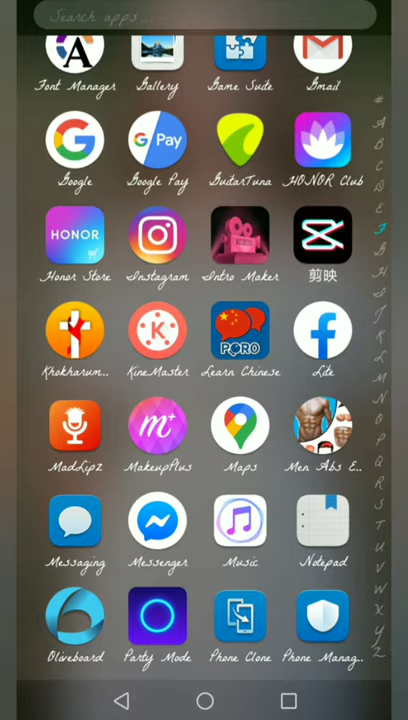 Search apps...
Font Manager Gallery Game Suite Gmail
Google Google Pay GuitarTuna HONOR Club
HONOR
Honor Store Instagram Intro Maker 剪映
PORO
Khokharum.. KineMaster Learn Chinese Lite
MadLipz MakeupPlus Maps Men Abs E..
Messaging Messenger Music Notepad
Oliveboard Party Mode Phone Clone Phone Manag..
#
A
B
C
D
E
F
G
H
I
J
K
L
M
N
O
P
Q
R
S
T
U
V
W
X
Y
Z